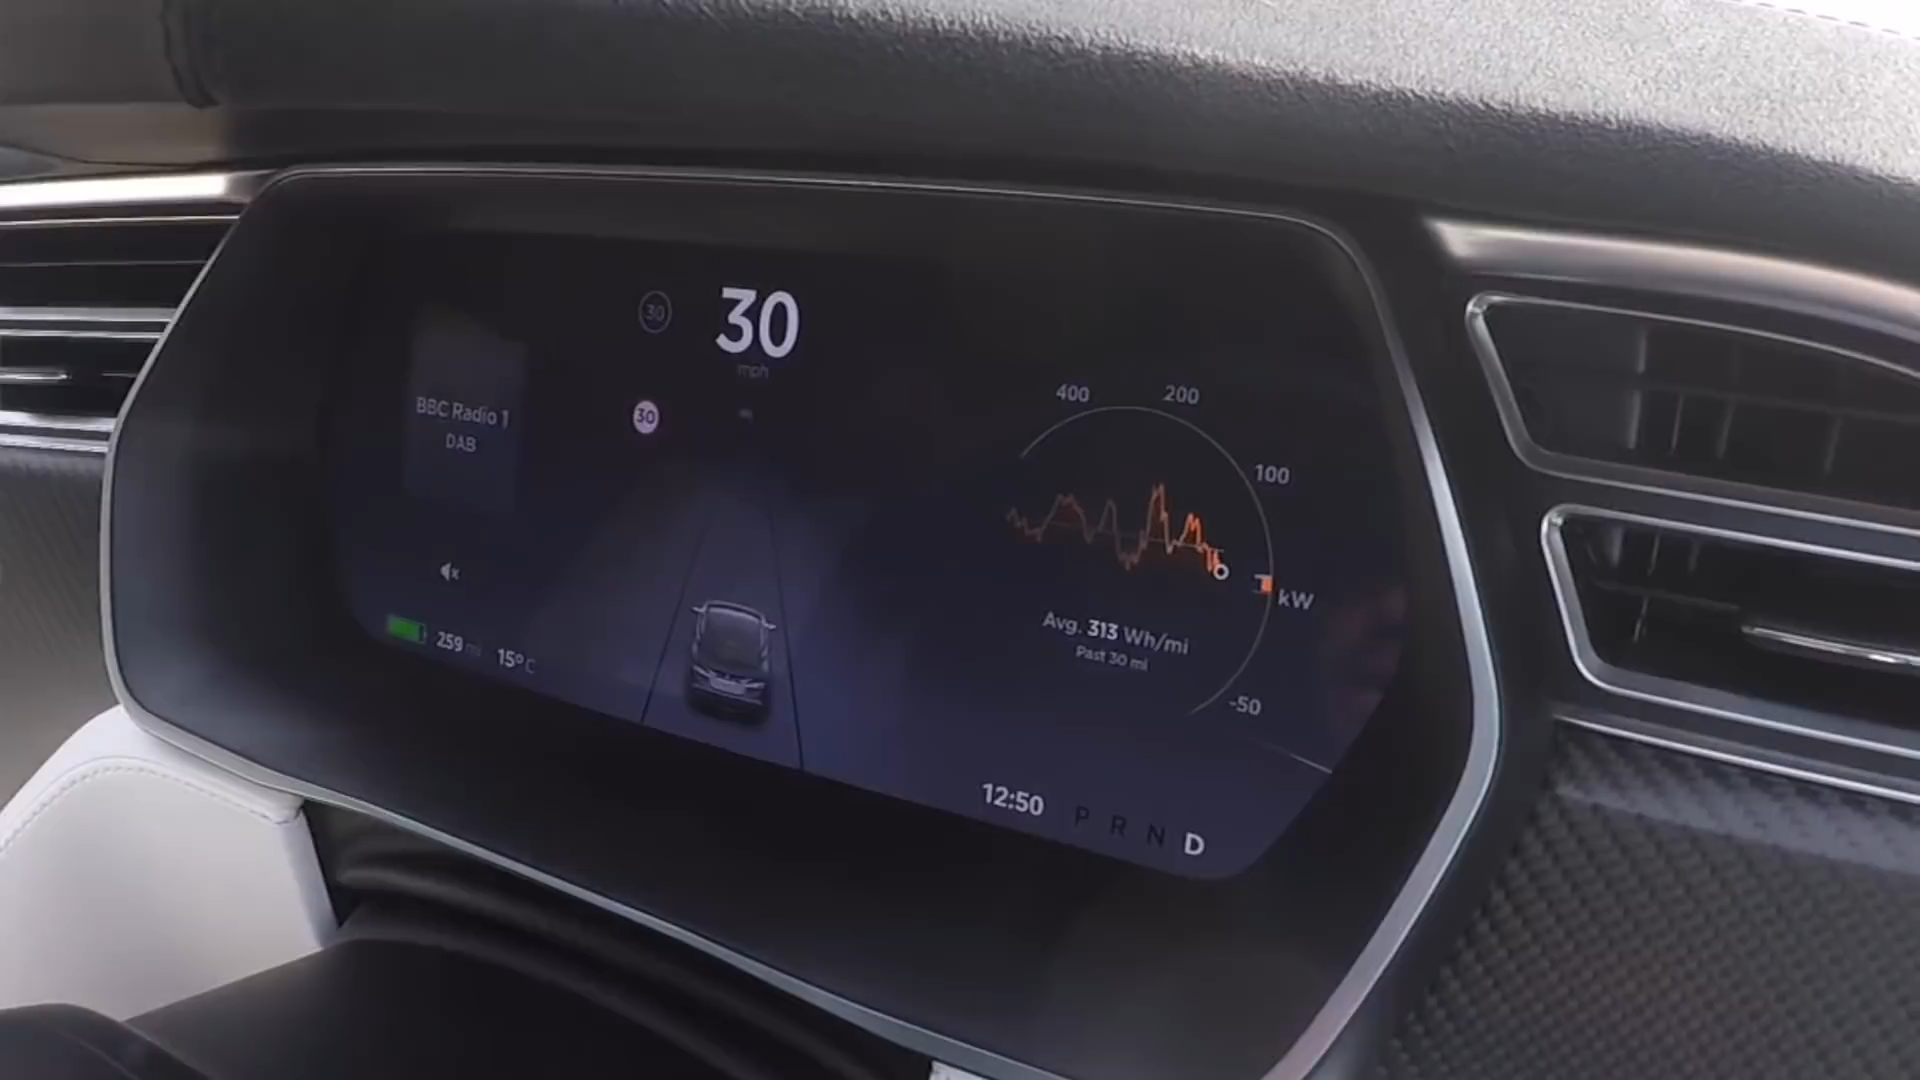 30
30
mph
30
BBC Radio 1
DAB
259 mi
15°C
400
200
100
kW
-50
Avg. 313 Wh/mi
Past 30 mi
12:50
P R N D